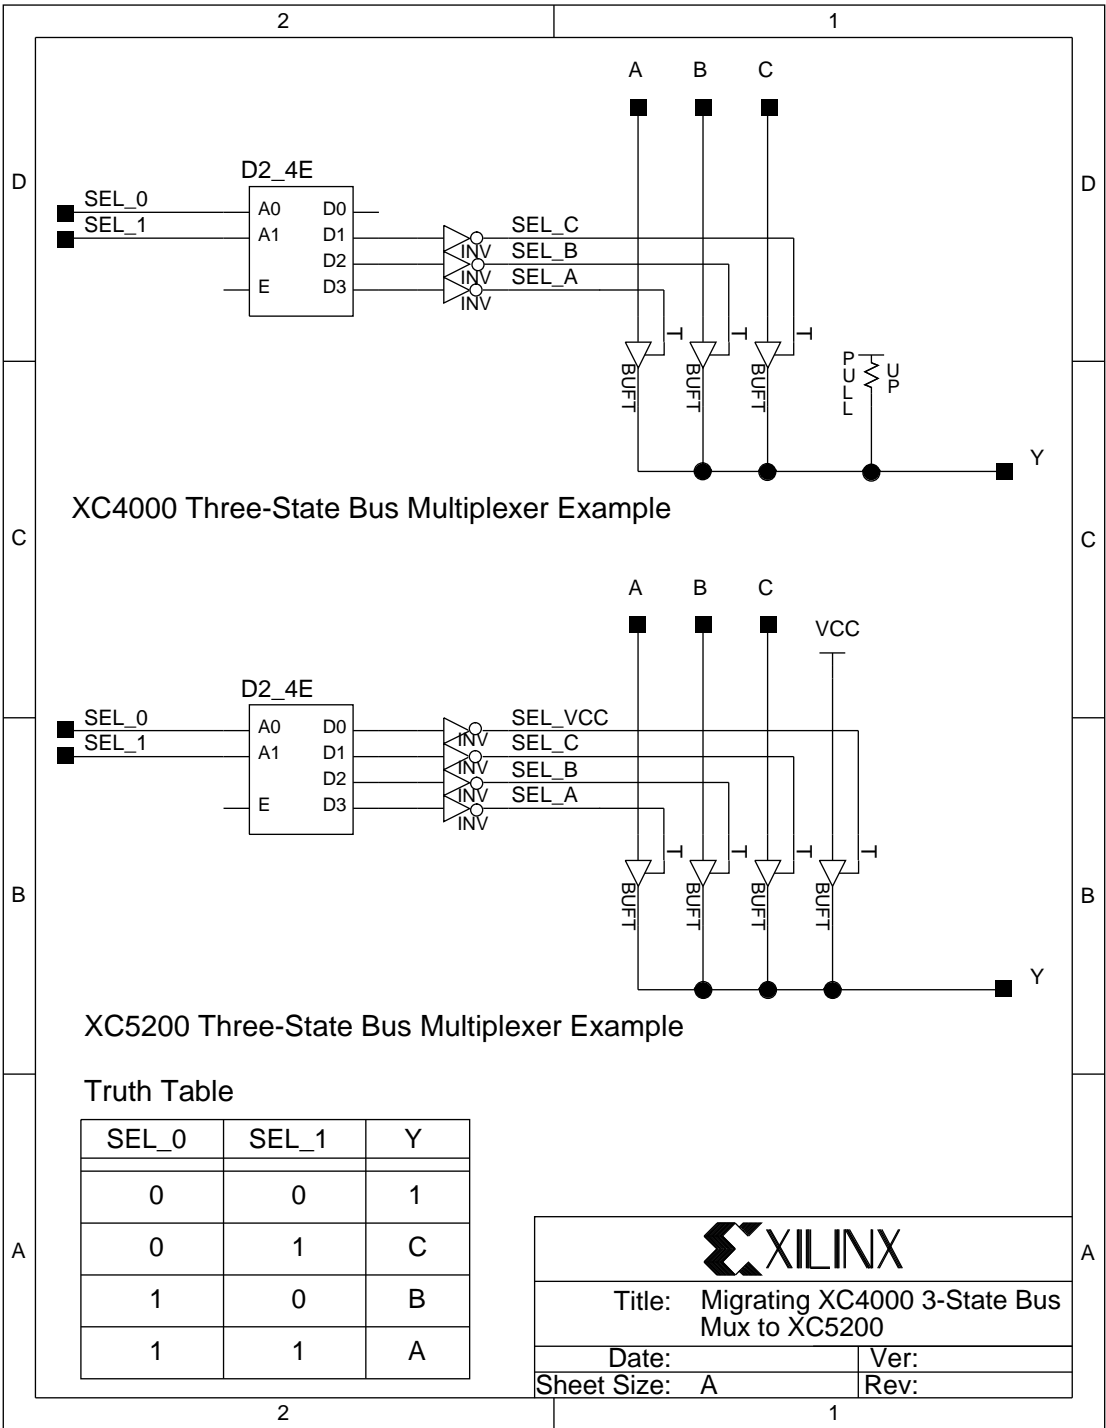 2 1
A B C
D D
D2_4E
SEL_0
SEL_1
A0 D0
A1 D1
D2
E D3
INV
INV
INV
SEL_C
SEL_B
SEL_A
T T T
BUFT BUFT BUFT
PULL UP
Y
XC4000 Three-State Bus Multiplexer Example
C C
A B C
VCC
D2_4E
SEL_0
SEL_1
A0 D0
A1 D1
D2
E D3
INV
INV
INV
INV
SEL_VCC
SEL_C
SEL_B
SEL_A
T T T T
BUFT BUFT BUFT BUFT
B B
Y
XC5200 Three-State Bus Multiplexer Example
Truth Table
SEL_0 SEL_1 Y
0 0 1
0 1 C
1 0 B
1 1 A
A A
XILINX
Title: Migrating XC4000 3-State Bus
Mux to XC5200
Date: Ver:
Sheet Size: A Rev:
2 1